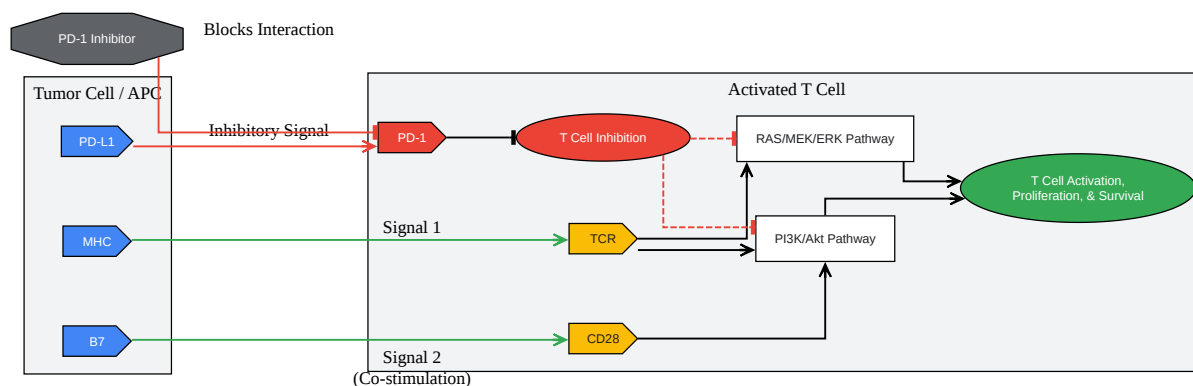 PD-1 Inhibitor
Blocks Interaction
Tumor Cell / APC
Activated T Cell
PD-L1
Inhibitory Signal
PD-1
T Cell Inhibition
RAS/MEK/ERK Pathway
T Cell Activation,
Proliferation, & Survival
MHC
Signal 1
TCR
PI3K/Akt Pathway
B7
CD28
Signal 2
(Co-stimulation)